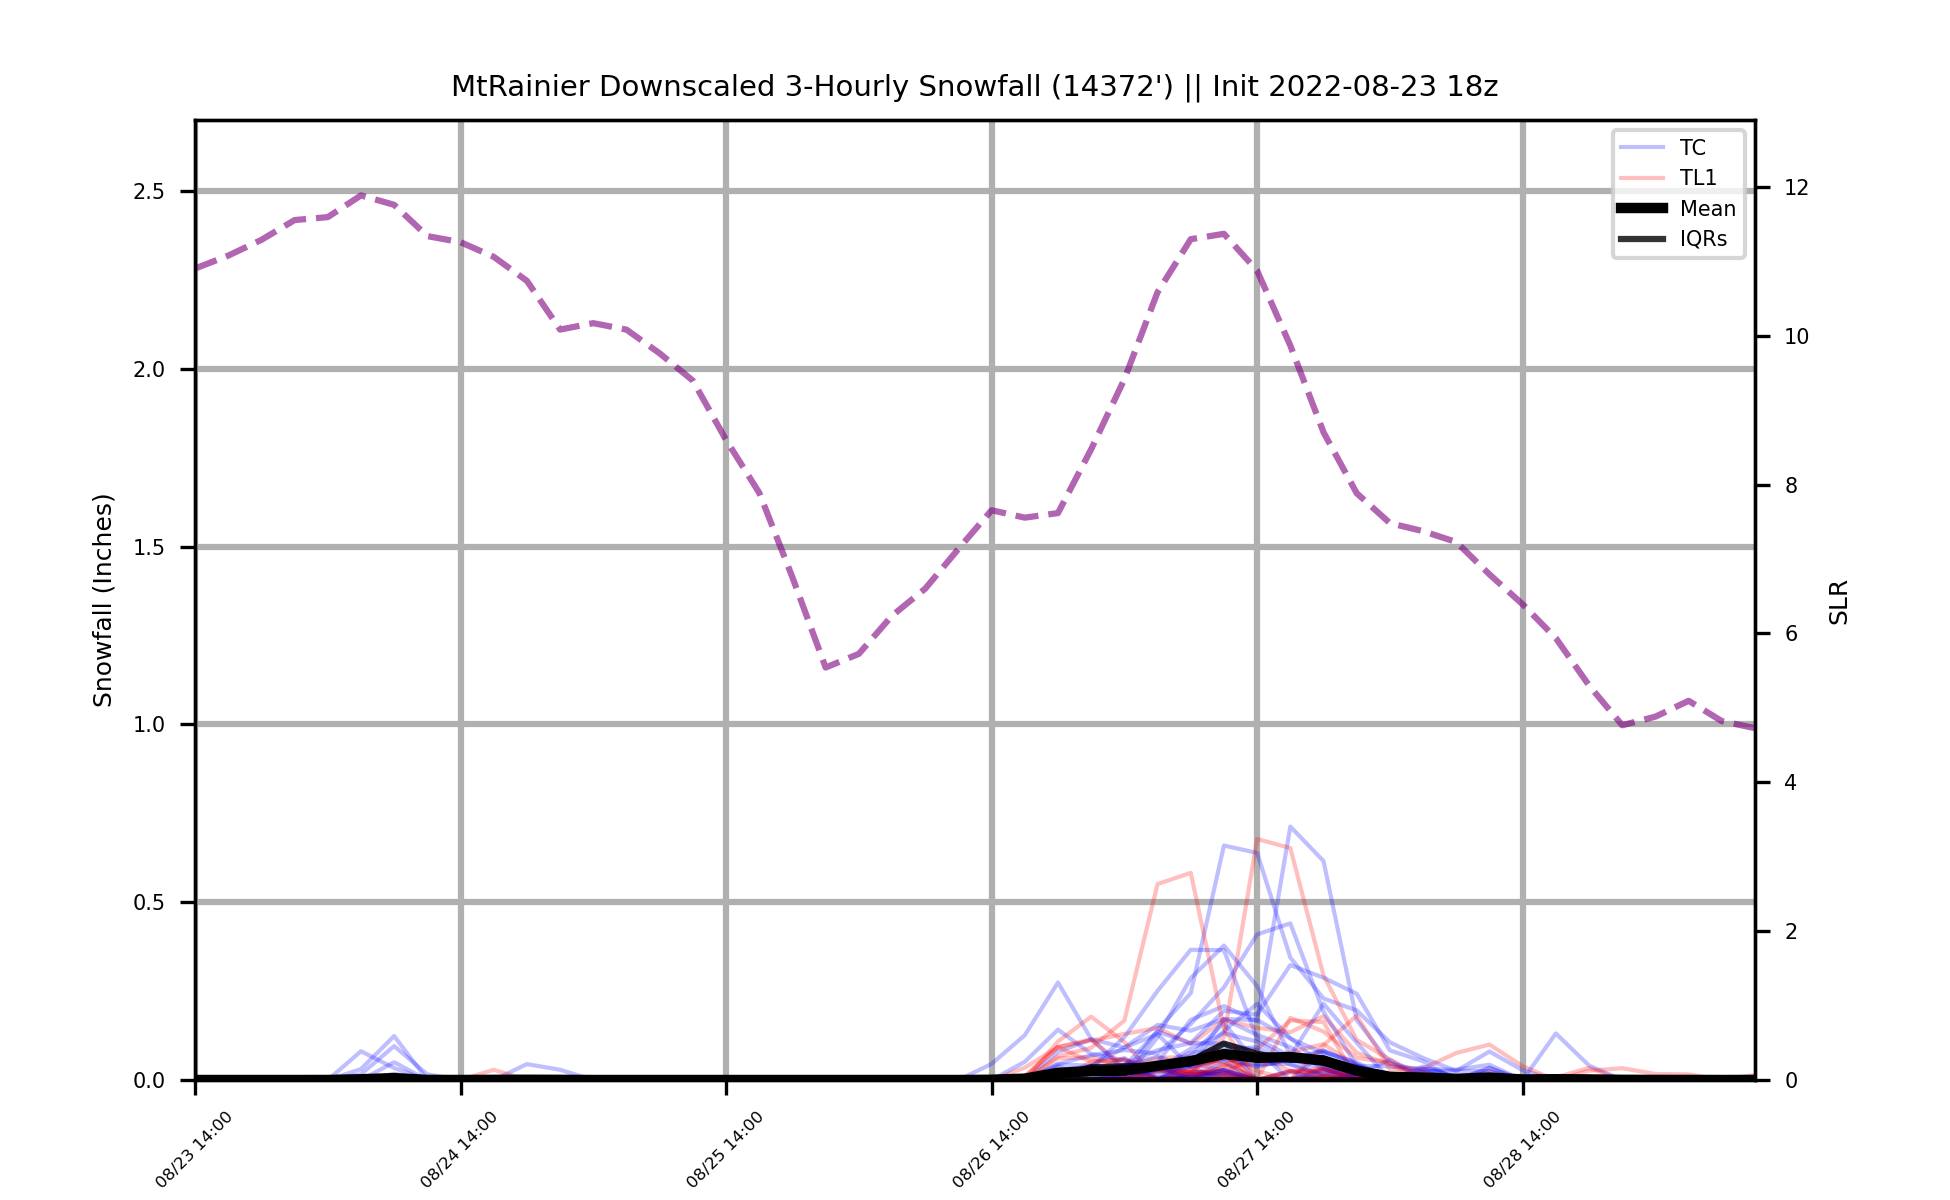 MtRainier Downscaled 3-Hourly Snowfall (14372') || Init 2022-08-23 18z
TC
TL1
Mean
IQRs
Snowfall (Inches)
2.5
2.0
1.5
1.0
0.5
0.0
12
10
8
6
4
2
0
SLR
08/23 14:00
08/24 14:00
08/25 14:00
08/26 14:00
08/27 14:00
08/28 14:00